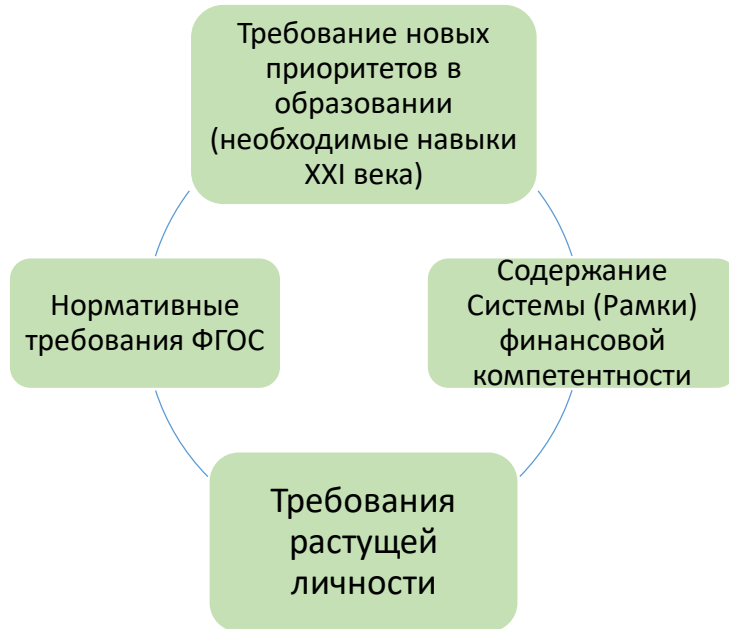 Требование новых
приоритетов в
образовании
(необходимые навыки
XXI века)
Нормативные
требования ФГОС
Содержание
Системы (Рамки)
финансовой
компетентности
Требования
растущей
личности